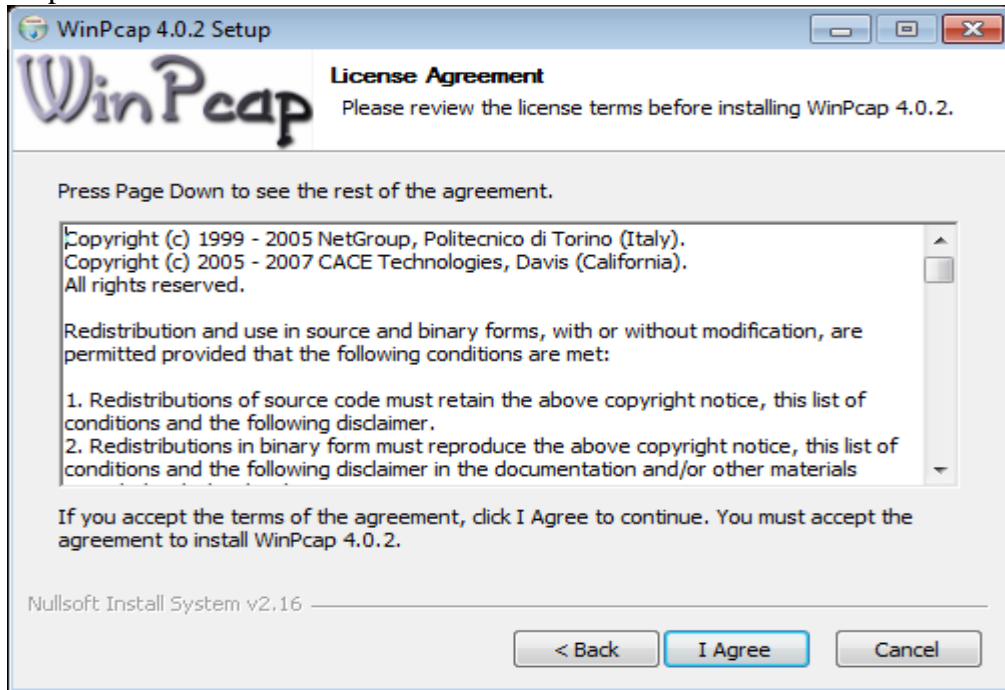 WinPcap 4.0.2 Setup
WinPcap
License Agreement
Please review the license terms before installing WinPcap 4.0.2.
Press Page Down to see the rest of the agreement.
Copyright (c) 1999 - 2005 NetGroup, Politecnico di Torino (Italy).
Copyright (c) 2005 - 2007 CACE Technologies, Davis (California).
All rights reserved.
Redistribution and use in source and binary forms, with or without modification, are
permitted provided that the following conditions are met:
1. Redistributions of source code must retain the above copyright notice, this list of
conditions and the following disclaimer.
2. Redistributions in binary form must reproduce the above copyright notice, this list of
conditions and the following disclaimer in the documentation and/or other materials
If you accept the terms of the agreement, click I Agree to continue. You must accept the
agreement to install WinPcap 4.0.2.
Nullsoft Install System v2.16
< Back
I Agree
Cancel